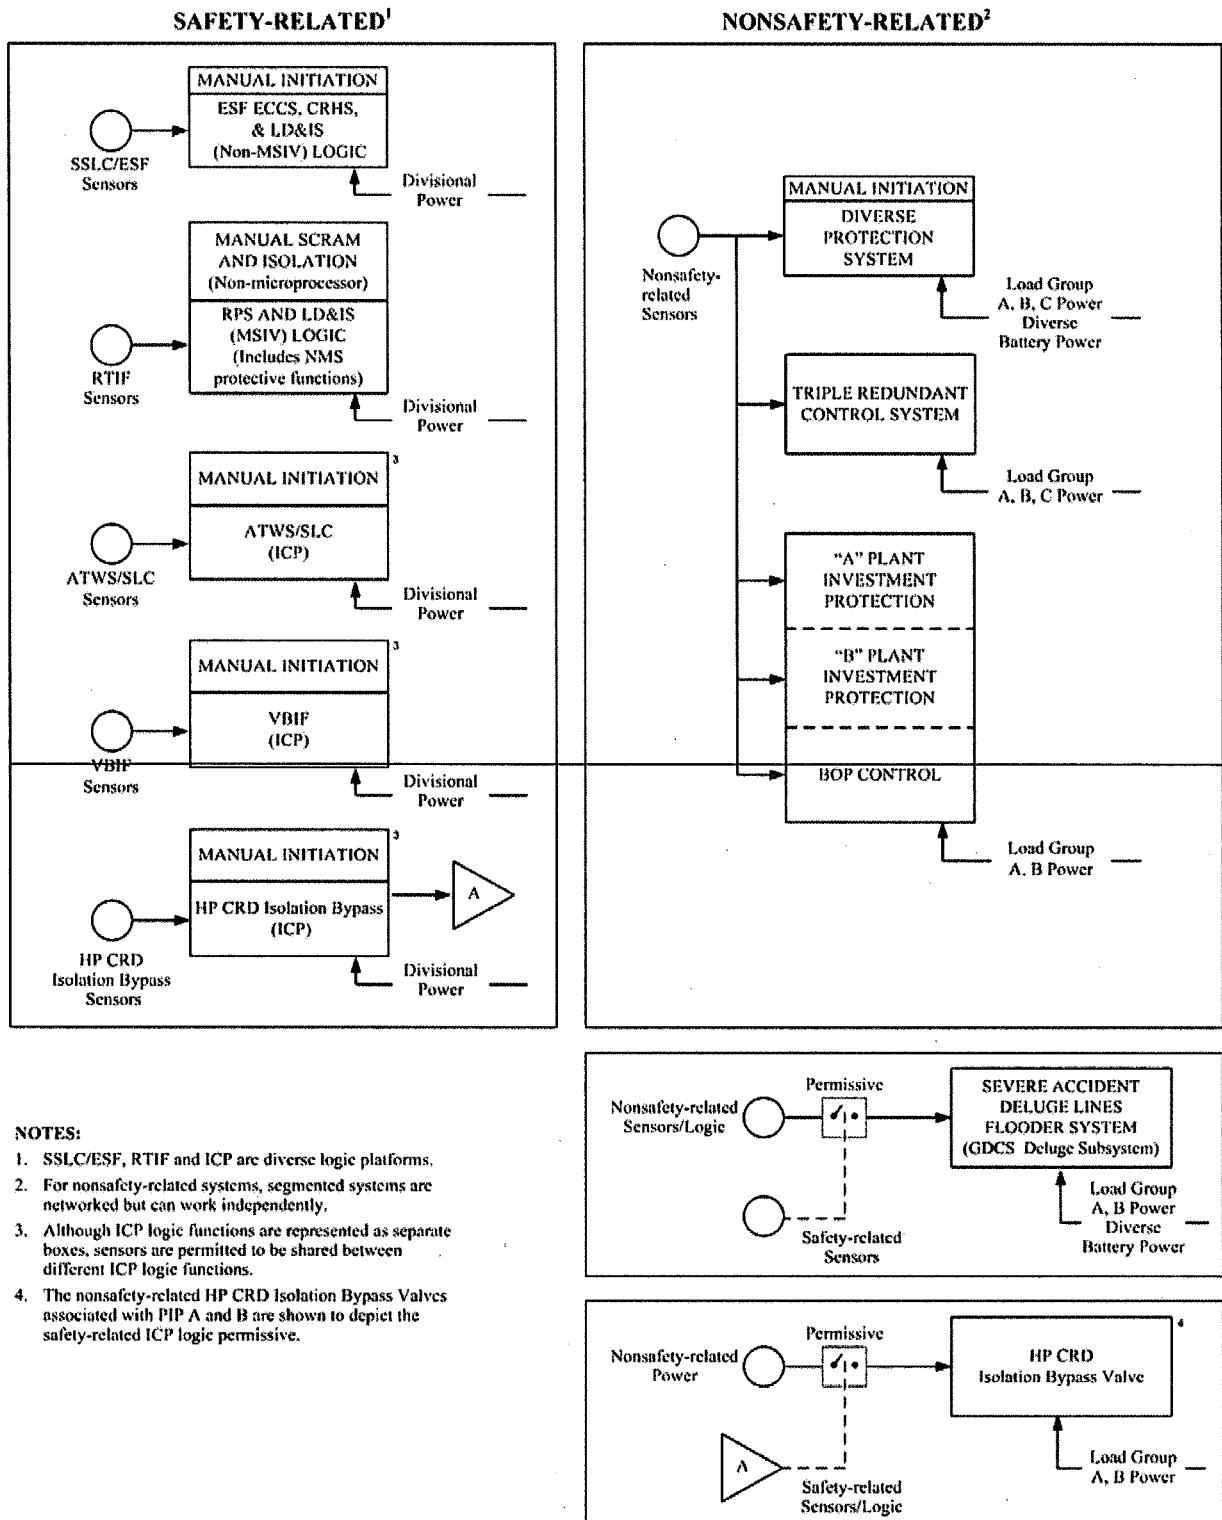 SAFETY-RELATED¹
NONSAFETY-RELATED²
MANUAL INITIATION
ESF ECCS, CRHS,
& LD&IS
(Non-MSIV) LOGIC
SSLC/ESF
Sensors
Divisional
Power
MANUAL SCRAM
AND ISOLATION
(Non-microprocessor)
RPS AND LD&IS
(MSIV) LOGIC
(Includes NMS
protective functions)
RTIF
Sensors
Divisional
Power
3
MANUAL INITIATION
ATWS/SLC
(ICP)
ATWS/SLC
Sensors
Divisional
Power
3
MANUAL INITIATION
VBIF
(ICP)
VBIF
Sensors
Divisional
Power
3
MANUAL INITIATION
HP CRD Isolation Bypass
(ICP)
A
HP CRD
Isolation Bypass
Sensors
Divisional
Power
MANUAL INITIATION
DIVERSE
PROTECTION
SYSTEM
Nonsafety-
related
Sensors
Load Group
A, B, C Power
Diverse
Battery Power
TRIPLE REDUNDANT
CONTROL SYSTEM
Load Group
A, B, C Power
“A” PLANT
INVESTMENT
PROTECTION
“B” PLANT
INVESTMENT
PROTECTION
BOP CONTROL
Load Group
A, B Power
Nonsafety-related
Sensors/Logic
Permissive
SEVERE ACCIDENT
DELUGE LINES
FLOODER SYSTEM
(GDCS Deluge Subsystem)
Safety-related
Sensors
Load Group
A, B Power
Diverse
Battery Power
Nonsafety-related
Power
Permissive
4
HP CRD
Isolation Bypass Valve
A
Safety-related
Sensors/Logic
Load Group
A, B Power
NOTES:
1. SSLC/ESF, RTIF and ICP are diverse logic platforms.
2. For nonsafety-related systems, segmented systems are
networked but can work independently.
3. Although ICP logic functions are represented as separate
boxes, sensors are permitted to be shared between
different ICP logic functions.
4. The nonsafety-related HP CRD Isolation Bypass Valves
associated with PIP A and B are shown to depict the
safety-related ICP logic permissive.